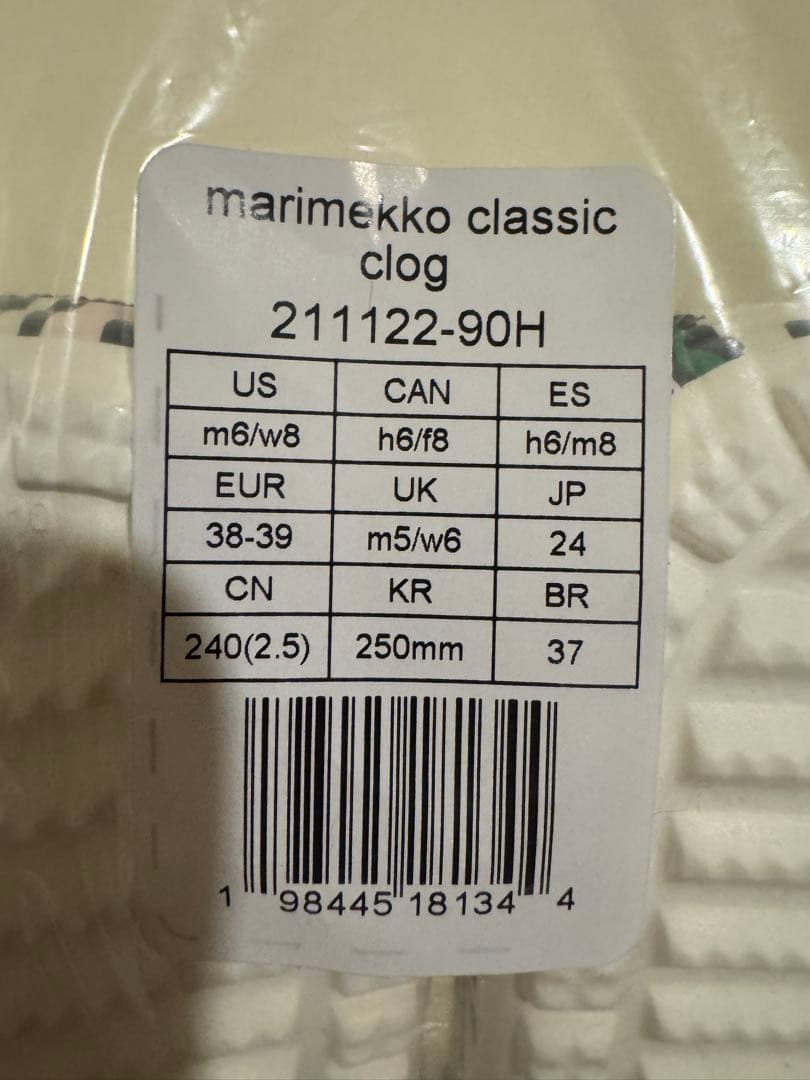 marimekko classic
clog
211122-90H
US CAN ES
m6/w8 h6/f8 h6/m8
EUR UK JP
38-39 m5/w6 24
CN KR BR
240(2.5) 250mm 37
1 98445 18134 4